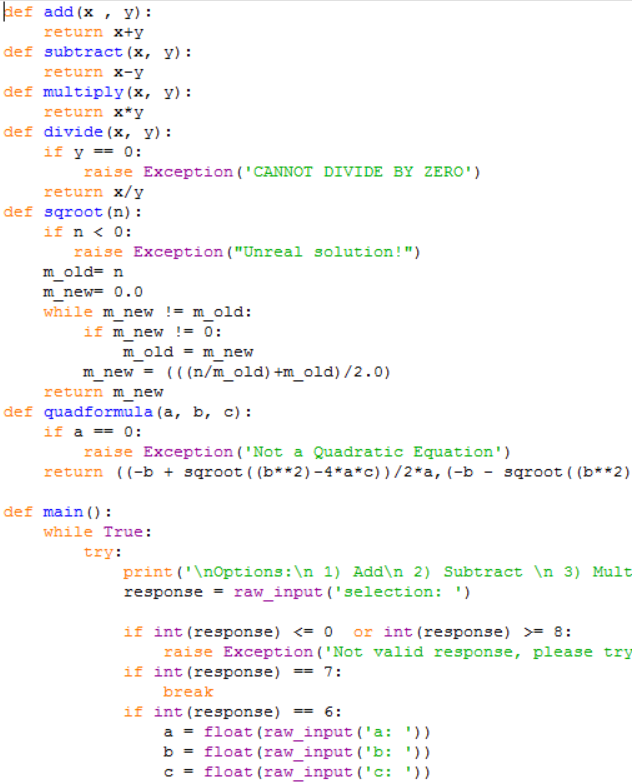 def add(x , y):
    return x+y
def subtract(x, y):
    return x-y
def multiply(x, y):
    return x*y
def divide(x, y):
    if y == 0:
        raise Exception('CANNOT DIVIDE BY ZERO')
    return x/y
def sqroot(n):
    if n < 0:
       raise Exception("Unreal solution!")
    m_old= n
    m_new= 0.0
    while m_new != m_old:
        if m_new != 0:
            m_old = m_new
        m_new = (((n/m_old)+m_old)/2.0)
    return m_new
def quadformula(a, b, c):
    if a == 0:
        raise Exception('Not a Quadratic Equation')
    return ((-b + sqroot((b**2)-4*a*c))/2*a,(-b - sqroot((b**2)
def main():
    while True:
        try:
            print('\nOptions:\n 1) Add\n 2) Subtract \n 3) Mult
            response = raw_input('selection: ')
            if int(response) <= 0  or int(response) >= 8:
                raise Exception('Not valid response, please try
            if int(response) == 7:
                break
            if int(response) == 6:
                a = float(raw_input('a: '))
                b = float(raw_input('b: '))
                c = float(raw_input('c: '))